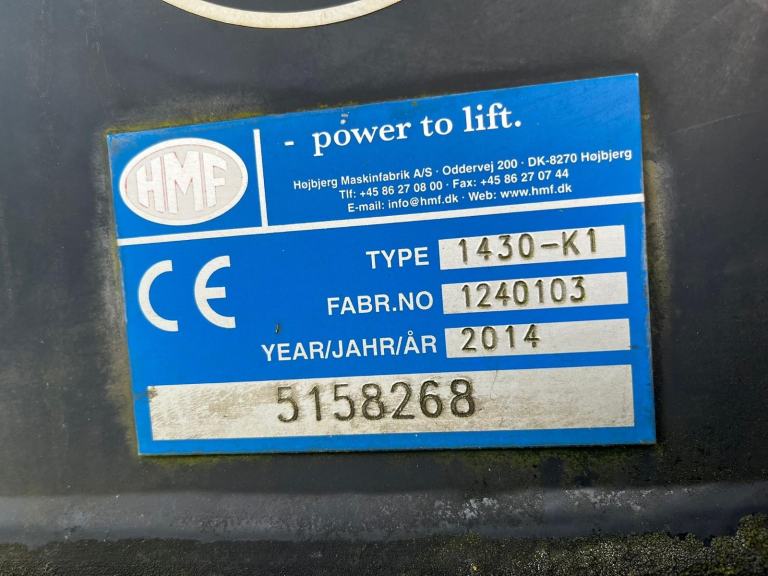 HMF
- power to lift.
Højbjerg Maskinfabrik A/S · Oddervej 200 · DK-8270 Højbjerg
Tlf: +45 86 27 08 00 · Fax: +45 86 27 07 44
E-mail: info@hmf.dk · Web: www.hmf.dk
CE
TYPE 1430-K1
FABR.NO 1240103
YEAR/JAHR/ÅR 2014
5158268